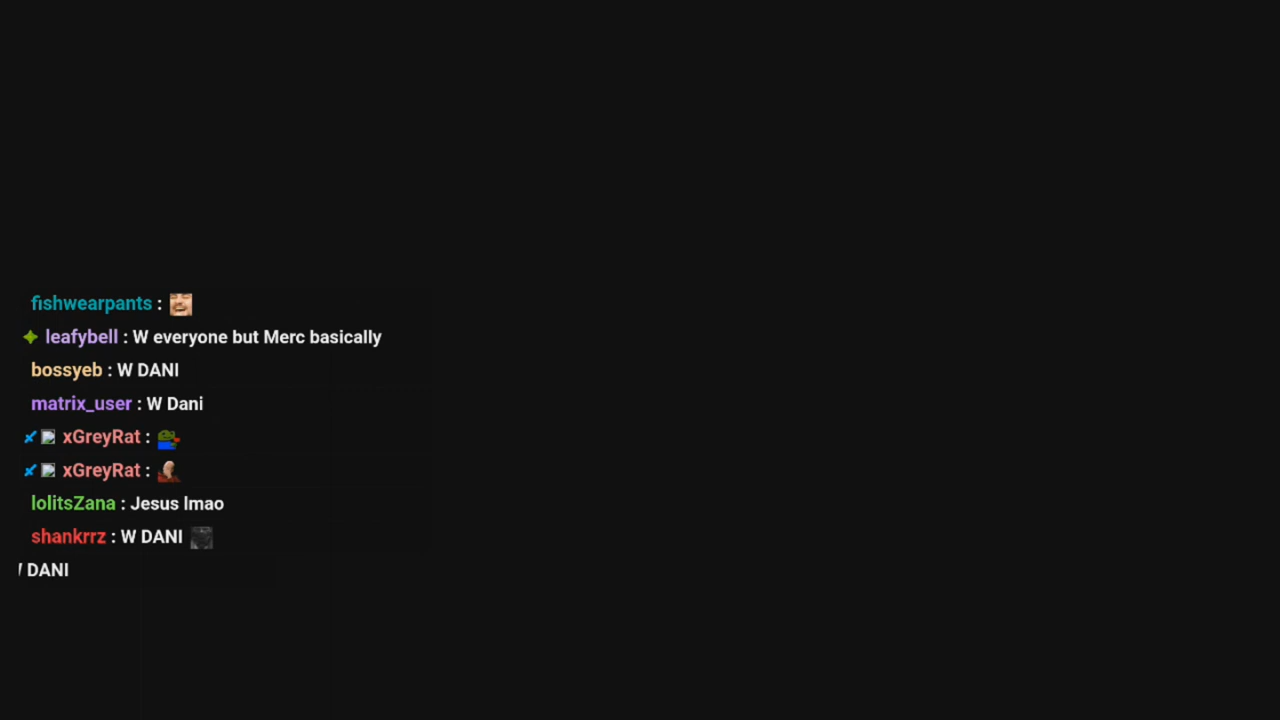 fishwearpants :
leafybell : W everyone but Merc basically
bossyeb : W DANI
matrix_user : W Dani
xGreyRat :
xGreyRat :
lolitsZana : Jesus lmao
shankrrz : W DANI
DANI